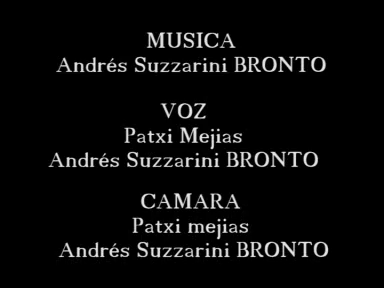 MUSICA
Andrés Suzzarini BRONTO
VOZ
Patxi Mejias
Andrés Suzzarini BRONTO
CAMARA
Patxi mejias
Andrés Suzzarini BRONTO